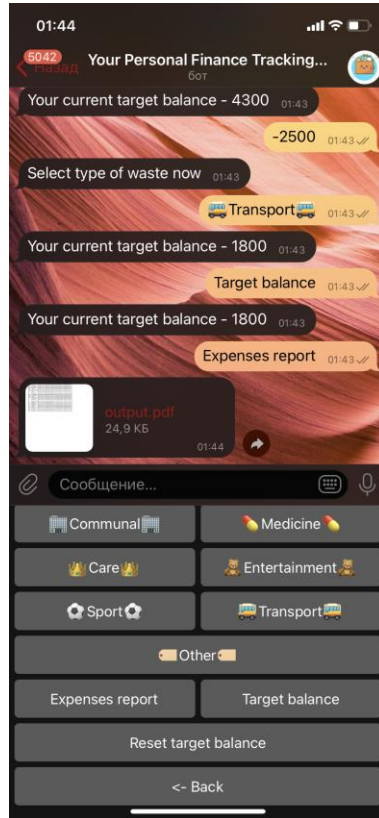 01:44
5042
Назад
Your Personal Finance Tracking...
бот
Your current target balance - 4300 01:43
-2500 01:43
Select type of waste now 01:43
🚌Transport🚌 01:43
Your current target balance - 1800 01:43
Target balance 01:43
Your current target balance - 1800 01:43
Expenses report 01:43
output.pdf
24,9 КБ
01:44
Сообщение...
🏢Communal🏢
💊Medicine💊
👑Care👑
🧸Entertainment🧸
⚽Sport⚽
🚌Transport🚌
🏷️Other🏷️
Expenses report
Target balance
Reset target balance
<- Back